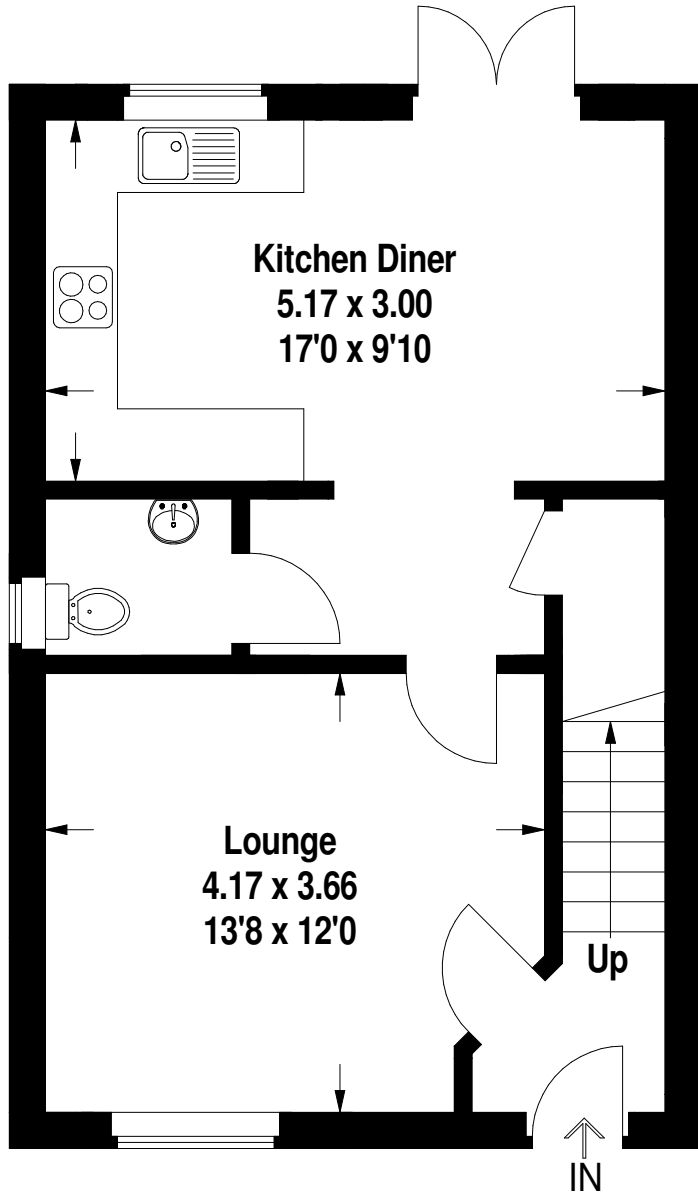 Kitchen Diner
5.17 x 3.00
17'0 x 9'10
Lounge
4.17 x 3.66
13'8 x 12'0
Up
IN